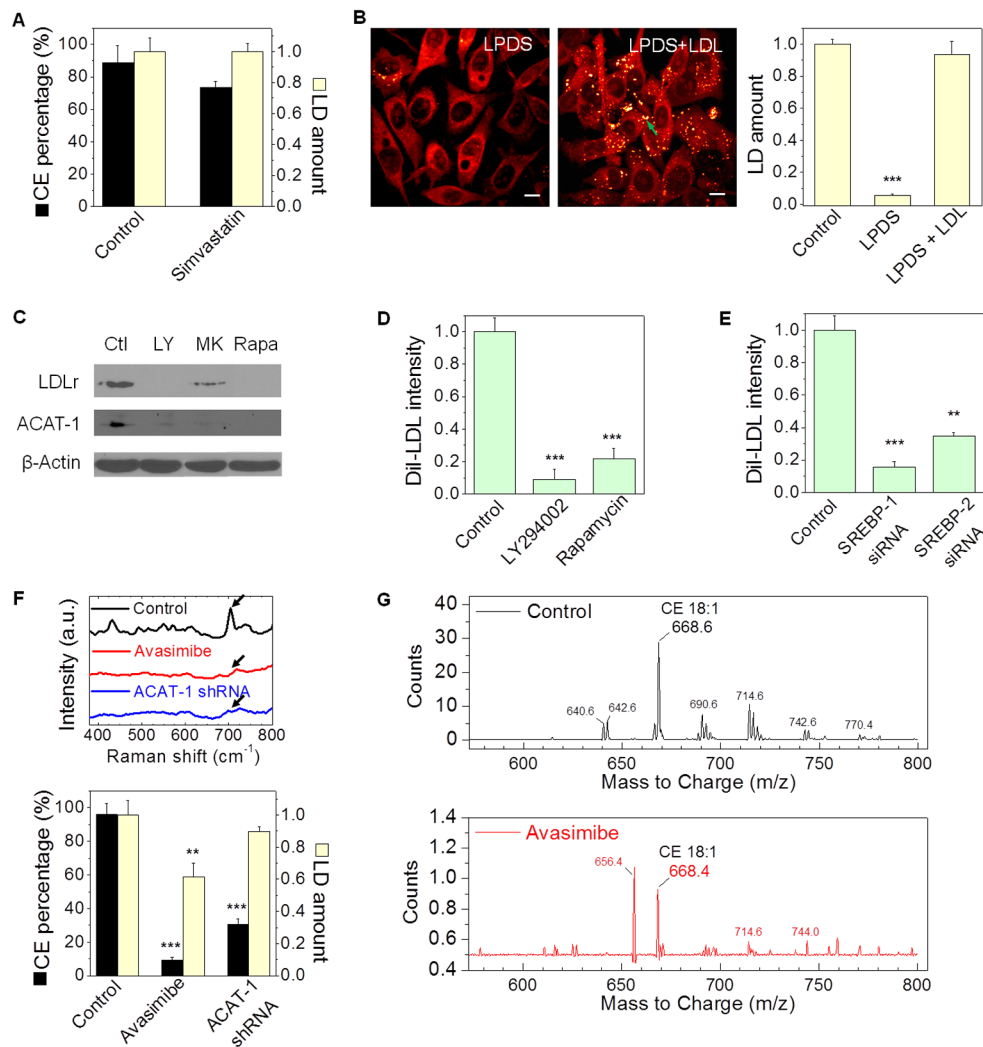 A
CE percentage (%)
100
80
60
40
20
0
1.0
0.8
0.6
0.4
0.2
0.0
LD amount
Control
Simvastatin
B
LPDS
LPDS+LDL
LD amount
1.0
0.8
0.6
0.4
0.2
0.0
***
Control
LPDS
LPDS + LDL
C
Ctl LY MK Rapa
LDLr
ACAT-1
β-Actin
D
DiI-LDL intensity
1.0
0.8
0.6
0.4
0.2
0.0
***
***
Control
LY294002
Rapamycin
E
DiI-LDL intensity
1.0
0.8
0.6
0.4
0.2
0.0
***
**
Control
SREBP-1
siRNA
SREBP-2
siRNA
F
Intensity (a.u.)
Control
Avasimibe
ACAT-1 shRNA
400 500 600 700 800
Raman shift (cm⁻¹)
CE percentage (%)
100
80
60
40
20
0
1.0
0.8
0.6
0.4
0.2
0.0
LD amount
***
**
***
Control
Avasimibe
ACAT-1
shRNA
G
Control
CE 18:1
668.6
640.6
642.6
690.6
714.6
742.6
770.4
Counts
40
30
20
10
0
600 650 700 750 800
Mass to Charge (m/z)
Avasimibe
CE 18:1
656.4
668.4
714.6
744.0
Counts
1.4
1.2
1.0
0.8
0.6
0.4
600 650 700 750 800
Mass to Charge (m/z)